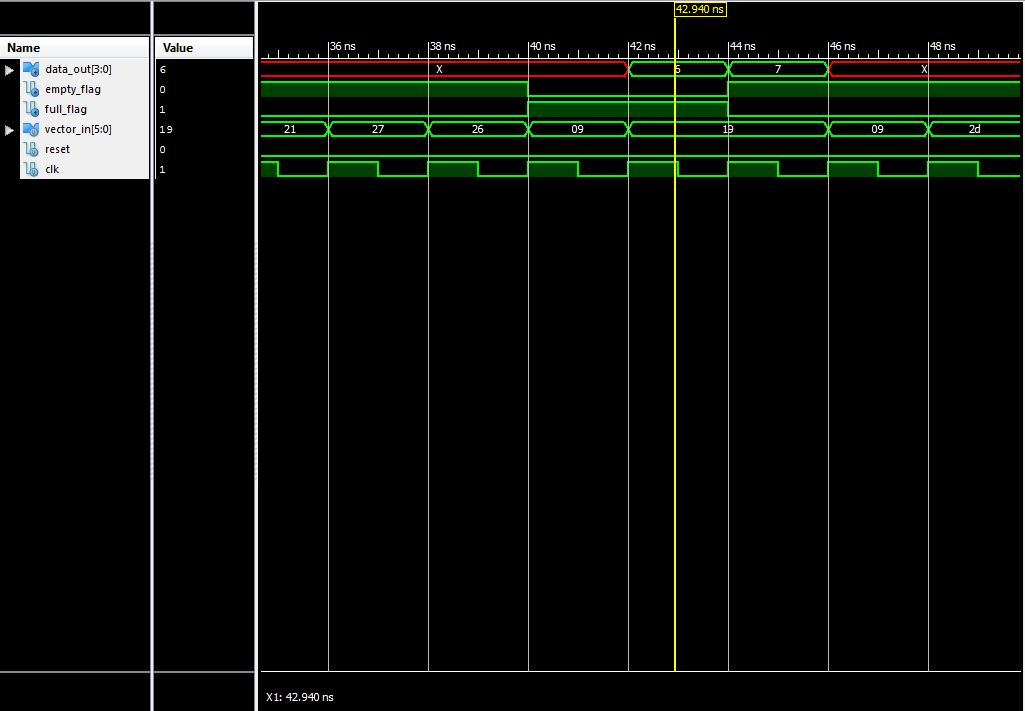 42.940 ns
Name Value
36 ns 38 ns 40 ns 42 ns 44 ns 46 ns 48 ns
data_out[3:0] 6 X 6 7 X
empty_flag 0
full_flag 1
vector_in[5:0] 19 21 27 26 09 19 09 2d
reset 0
clk 1
X1: 42.940 ns